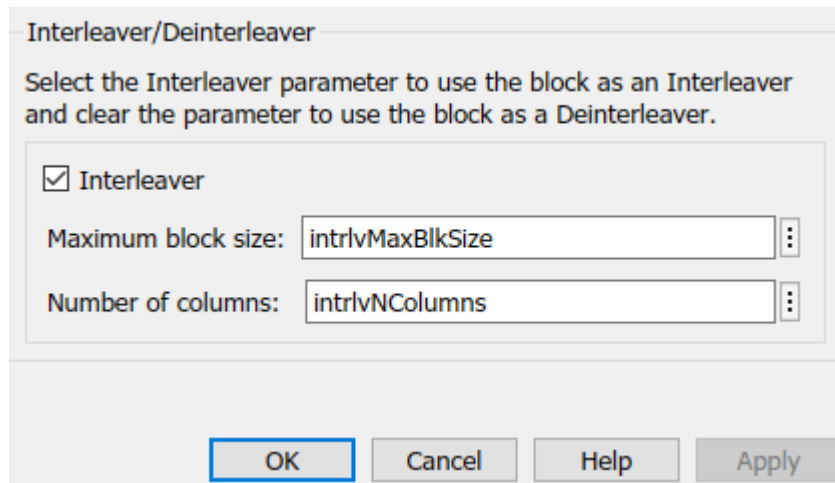 Interleaver/Deinterleaver
Select the Interleaver parameter to use the block as an Interleaver
and clear the parameter to use the block as a Deinterleaver.
Interleaver
Maximum block size: intrlvMaxBlkSize
Number of columns: intrlvNColumns
OK Cancel Help Apply